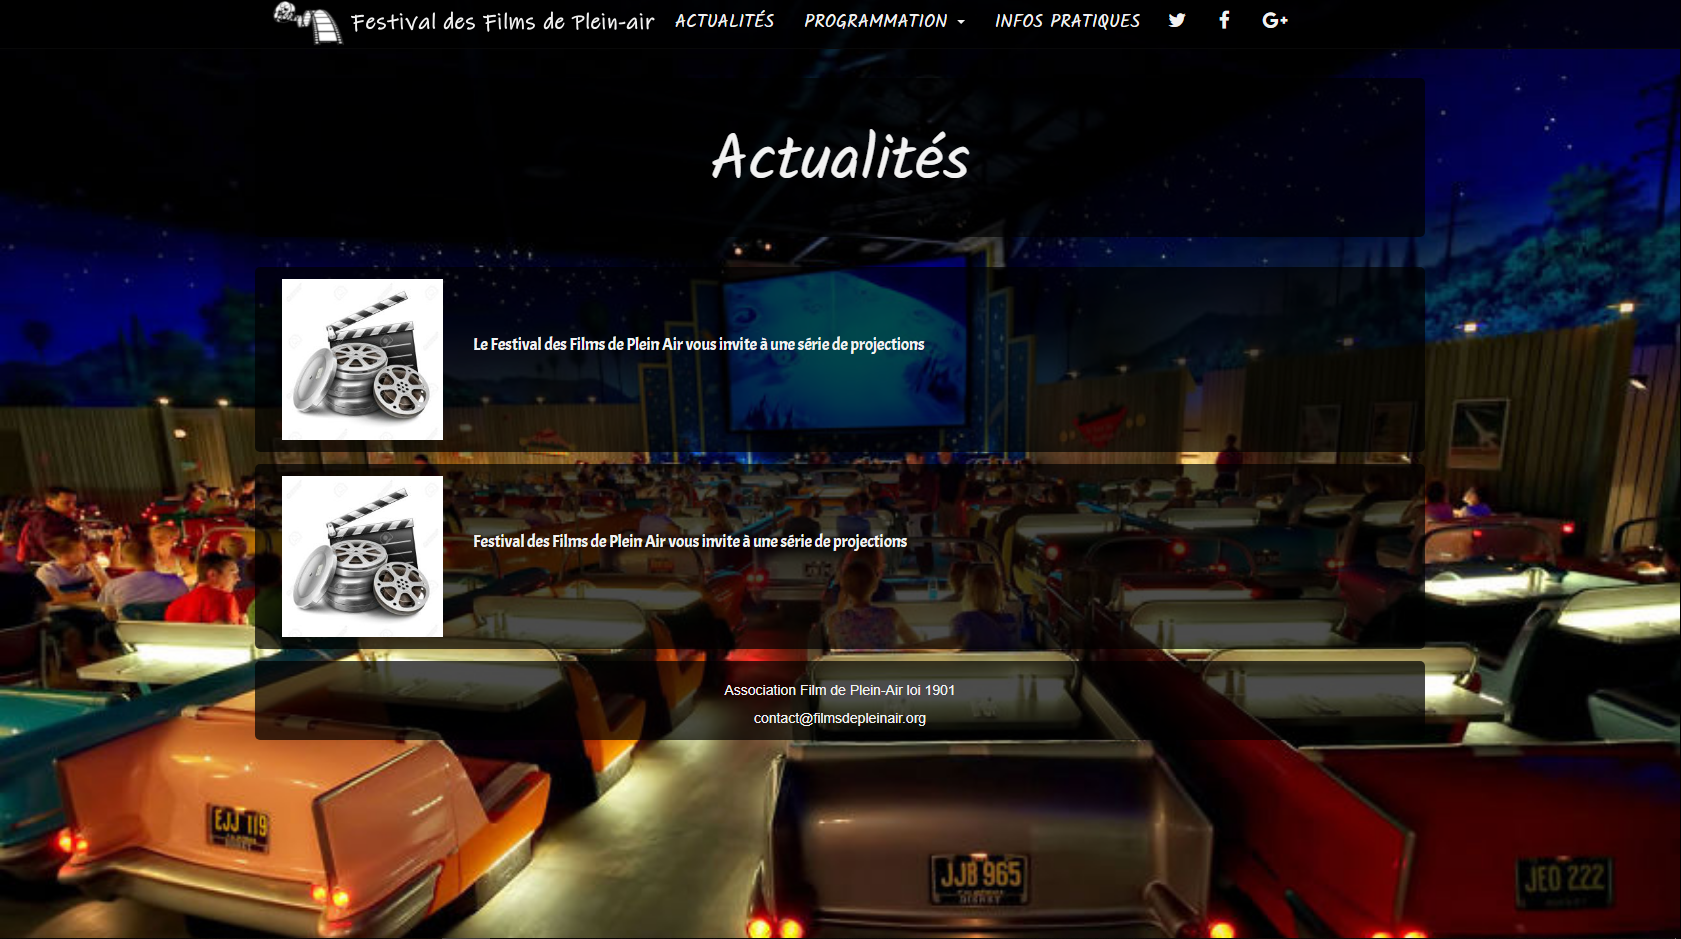 Festival des Films de Plein-air ACTUALITÉS PROGRAMMATION INFOS PRATIQUES G+
Actualités
Le Festival des Films de Plein Air vous invite à une série de projections
Festival des Films de Plein Air vous invite à une série de projections
Association Film de Plein-Air loi 1901
contact@filmsdepleinair.org
EJJ 119
JJB 965
JEO 222